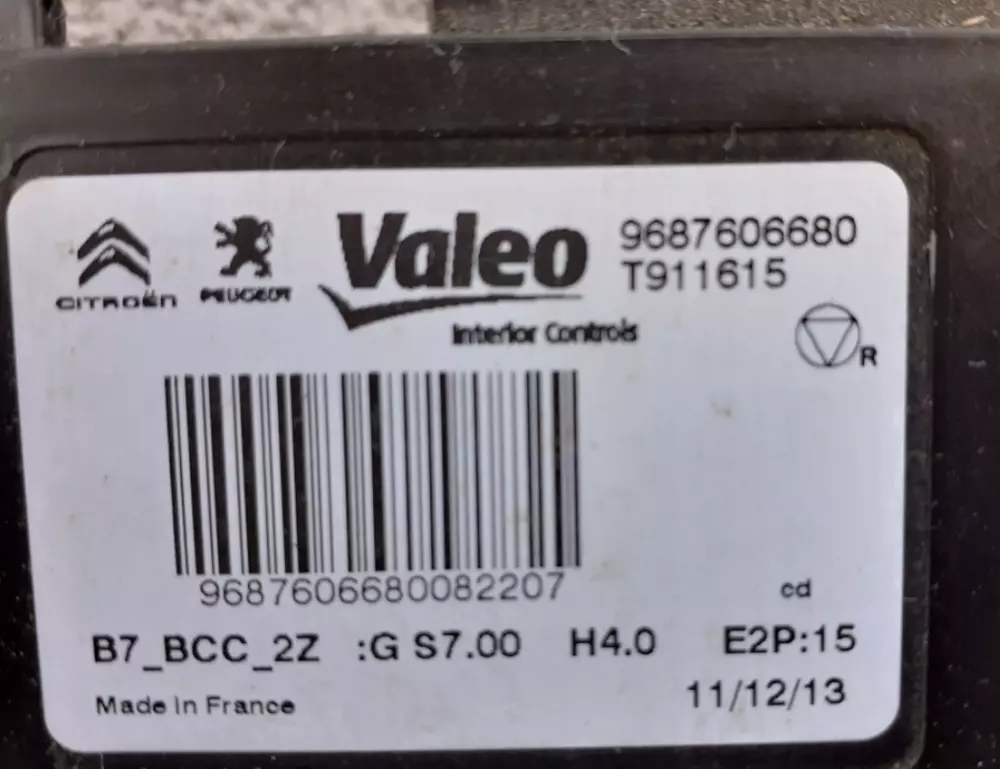 CITROËN
PEUGEOT
Valeo
Interior Controls
9687606680
T911615
R
9687606680082207
cd
B7_BCC_2Z :G S7.00 H4.0 E2P:15
Made in France
11/12/13